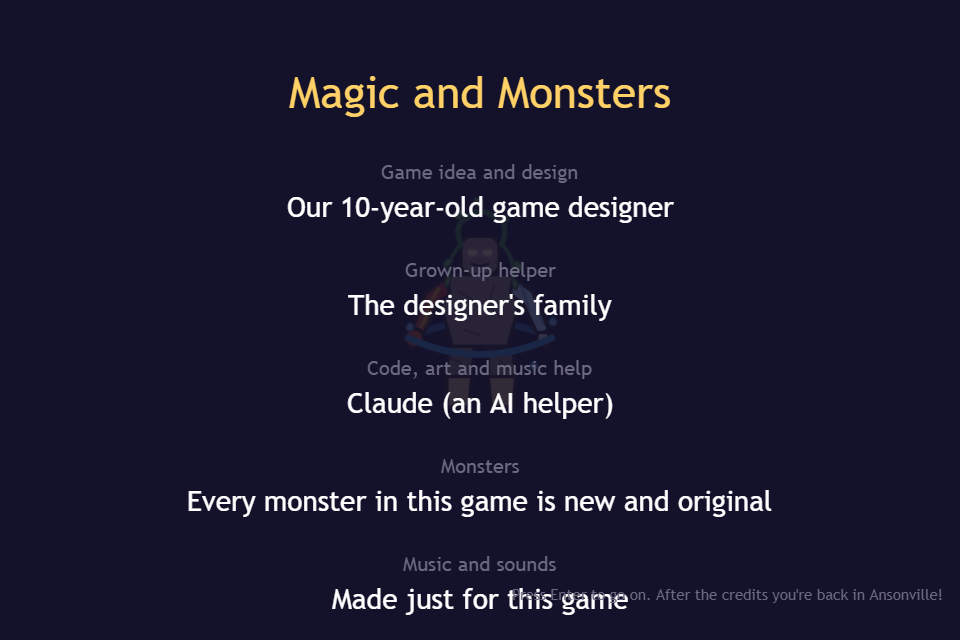 Magic and Monsters
Game idea and design
Our 10-year-old game designer
Grown-up helper
The designer's family
Code, art and music help
Claude (an AI helper)
Monsters
Every monster in this game is new and original
Music and sounds
Made just for this game
Press Enter to go on. After the credits you're back in Ansonville!